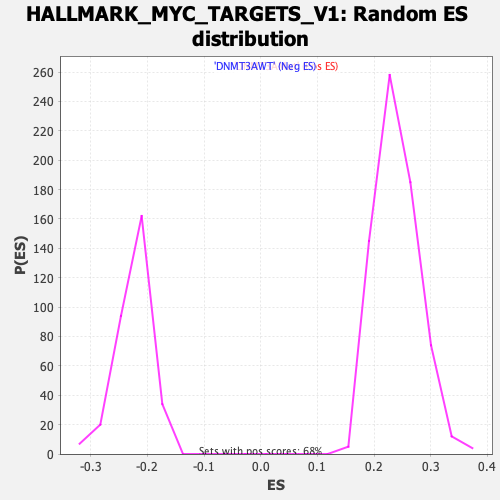 HALLMARK_MYC_TARGETS_V1: Random ES
distribution
'DNMT3AWT' (Neg ES)s ES)
P(ES)
260
240
220
200
180
160
140
120
100
80
60
40
20
0
Sets with pos scores: 68%
-0.3 -0.2 -0.1 0.0 0.1 0.2 0.3 0.4
ES